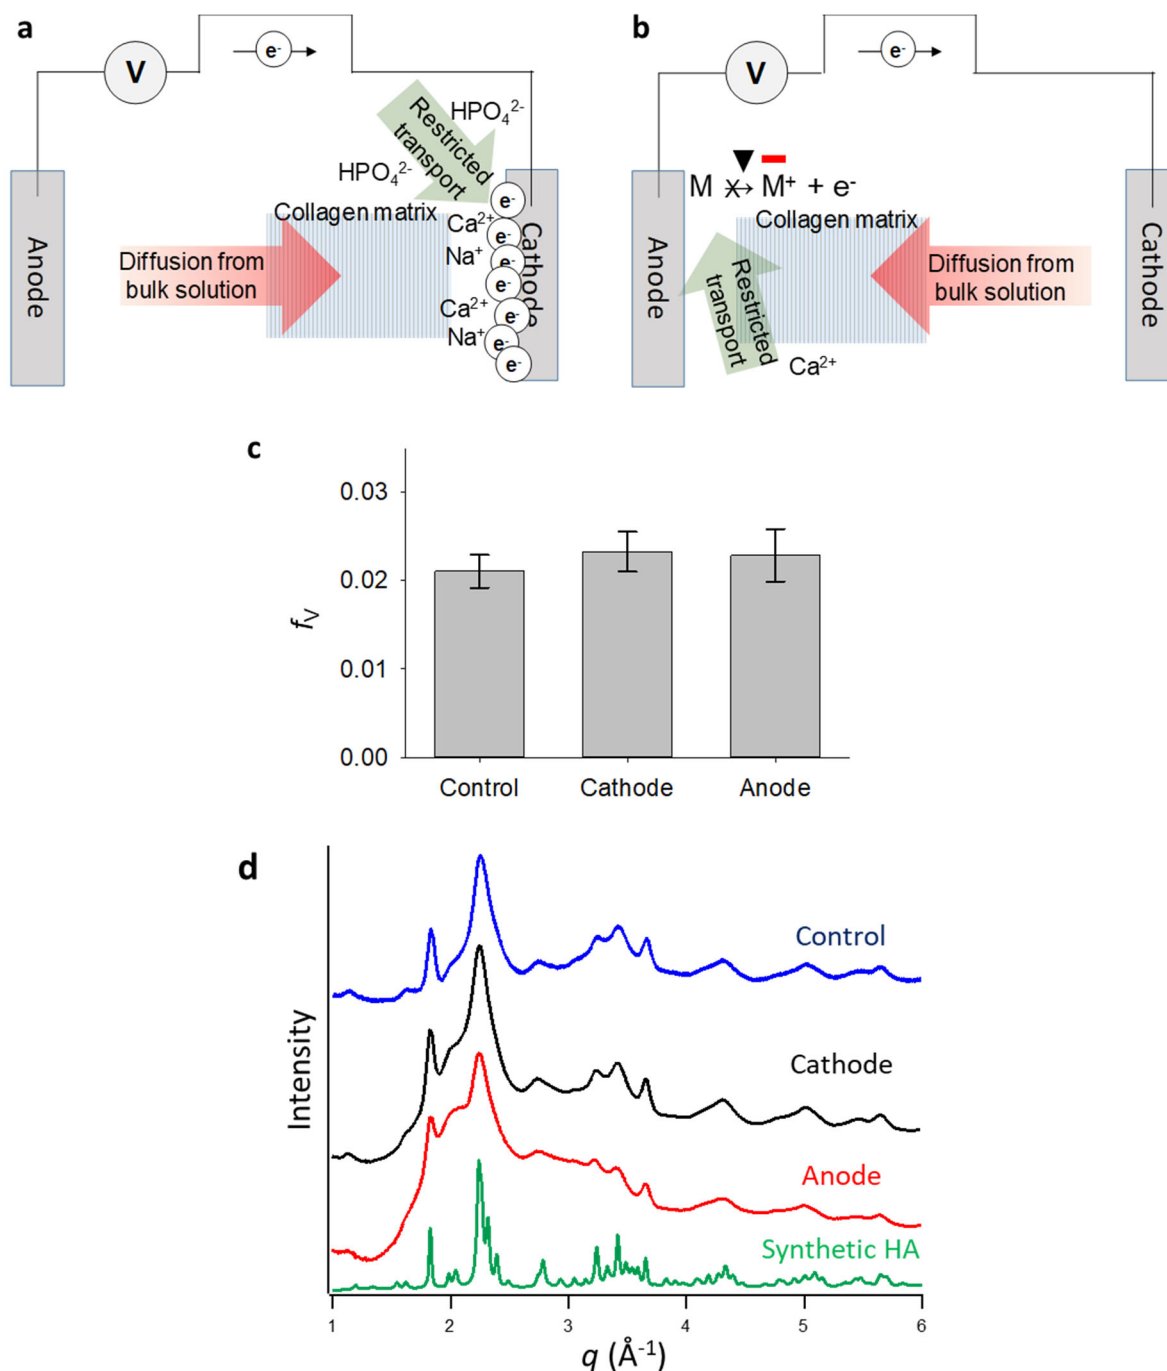 a
e-
V
HPO₄²⁻
Restricted
transport
HPO₄²⁻
Collagen matrix
Anode
Diffusion from
bulk solution
Ca²⁺
Na⁺
Ca²⁺
Na⁺
e-
e-
e-
e-
e-
e-
e-
Cathode
b
e-
V
M ↛ M⁺ + e-
Collagen matrix
Anode
Restricted
transport
Diffusion from
bulk solution
Ca²⁺
Cathode
c
0.03
0.02
0.01
0.00
fV
Control
Cathode
Anode
d
Intensity
Control
Cathode
Anode
Synthetic HA
1 2 3 4 5 6
q (Å⁻¹)